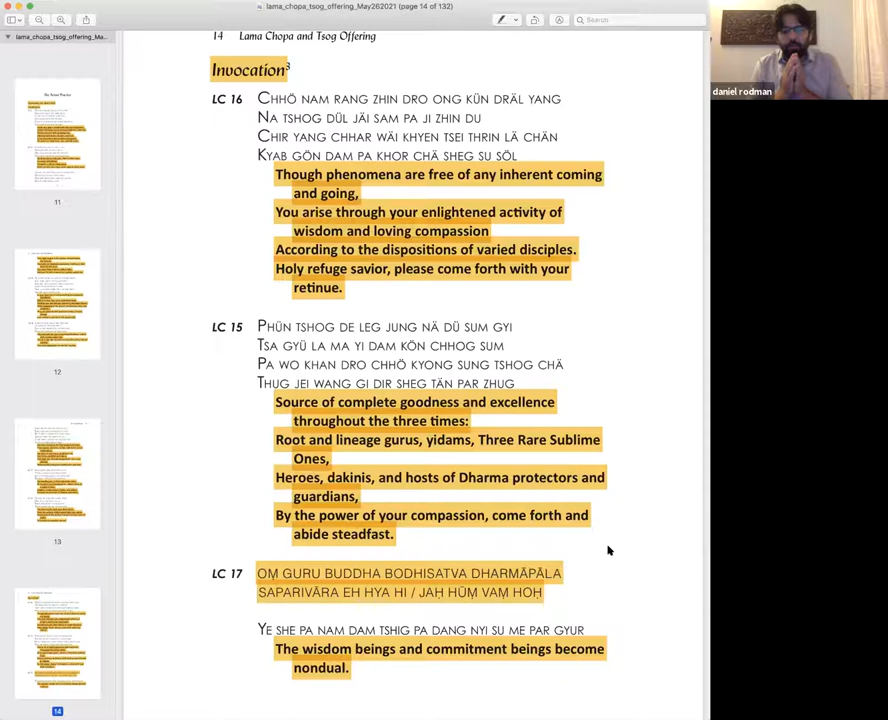 lama_chopa_tsog_offering_May262021 (page 14 of 132)
Search
lama_chopa_tsog_offering_Ma...
11
12
13
14
14 Lama Chopa and Tsog Offering
Invocation3
LC 16 CHHÖ NAM RANG ZHIN DRO ONG KÜN DRÄL YANG
NA TSHOG DÜL JÄI SAM PA JI ZHIN DU
CHIR YANG CHHAR WÄI KHYEN TSEI THRIN LÄ CHÄN
KYAB GÖN DAM PA KHOR CHÄ SHEG SU SÖL
Though phenomena are free of any inherent coming
and going,
You arise through your enlightened activity of
wisdom and loving compassion
According to the dispositions of varied disciples.
Holy refuge savior, please come forth with your
retinue.
LC 15 PHÜN TSHOG DE LEG JUNG NÄ DÜ SUM GYI
TSA GYÜ LA MA YI DAM KÖN CHHOG SUM
PA WO KHAN DRO CHHÖ KYONG SUNG TSHOG CHÄ
THUG JEI WANG GI DIR SHEG TÄN PAR ZHUG
Source of complete goodness and excellence
throughout the three times:
Root and lineage gurus, yidams, Three Rare Sublime
Ones,
Heroes, dakinis, and hosts of Dharma protectors and
guardians,
By the power of your compassion, come forth and
abide steadfast.
LC 17 OṂ GURU BUDDHA BODHISATVA DHARMĀPĀLA
SAPARIVĀRA EH HYA HI / JAḤ HŪṂ VAṂ HOḤ
YE SHE PA NAM DAM TSHIG PA DANG NYI SU ME PAR GYUR
The wisdom beings and commitment beings become
nondual.
daniel rodman